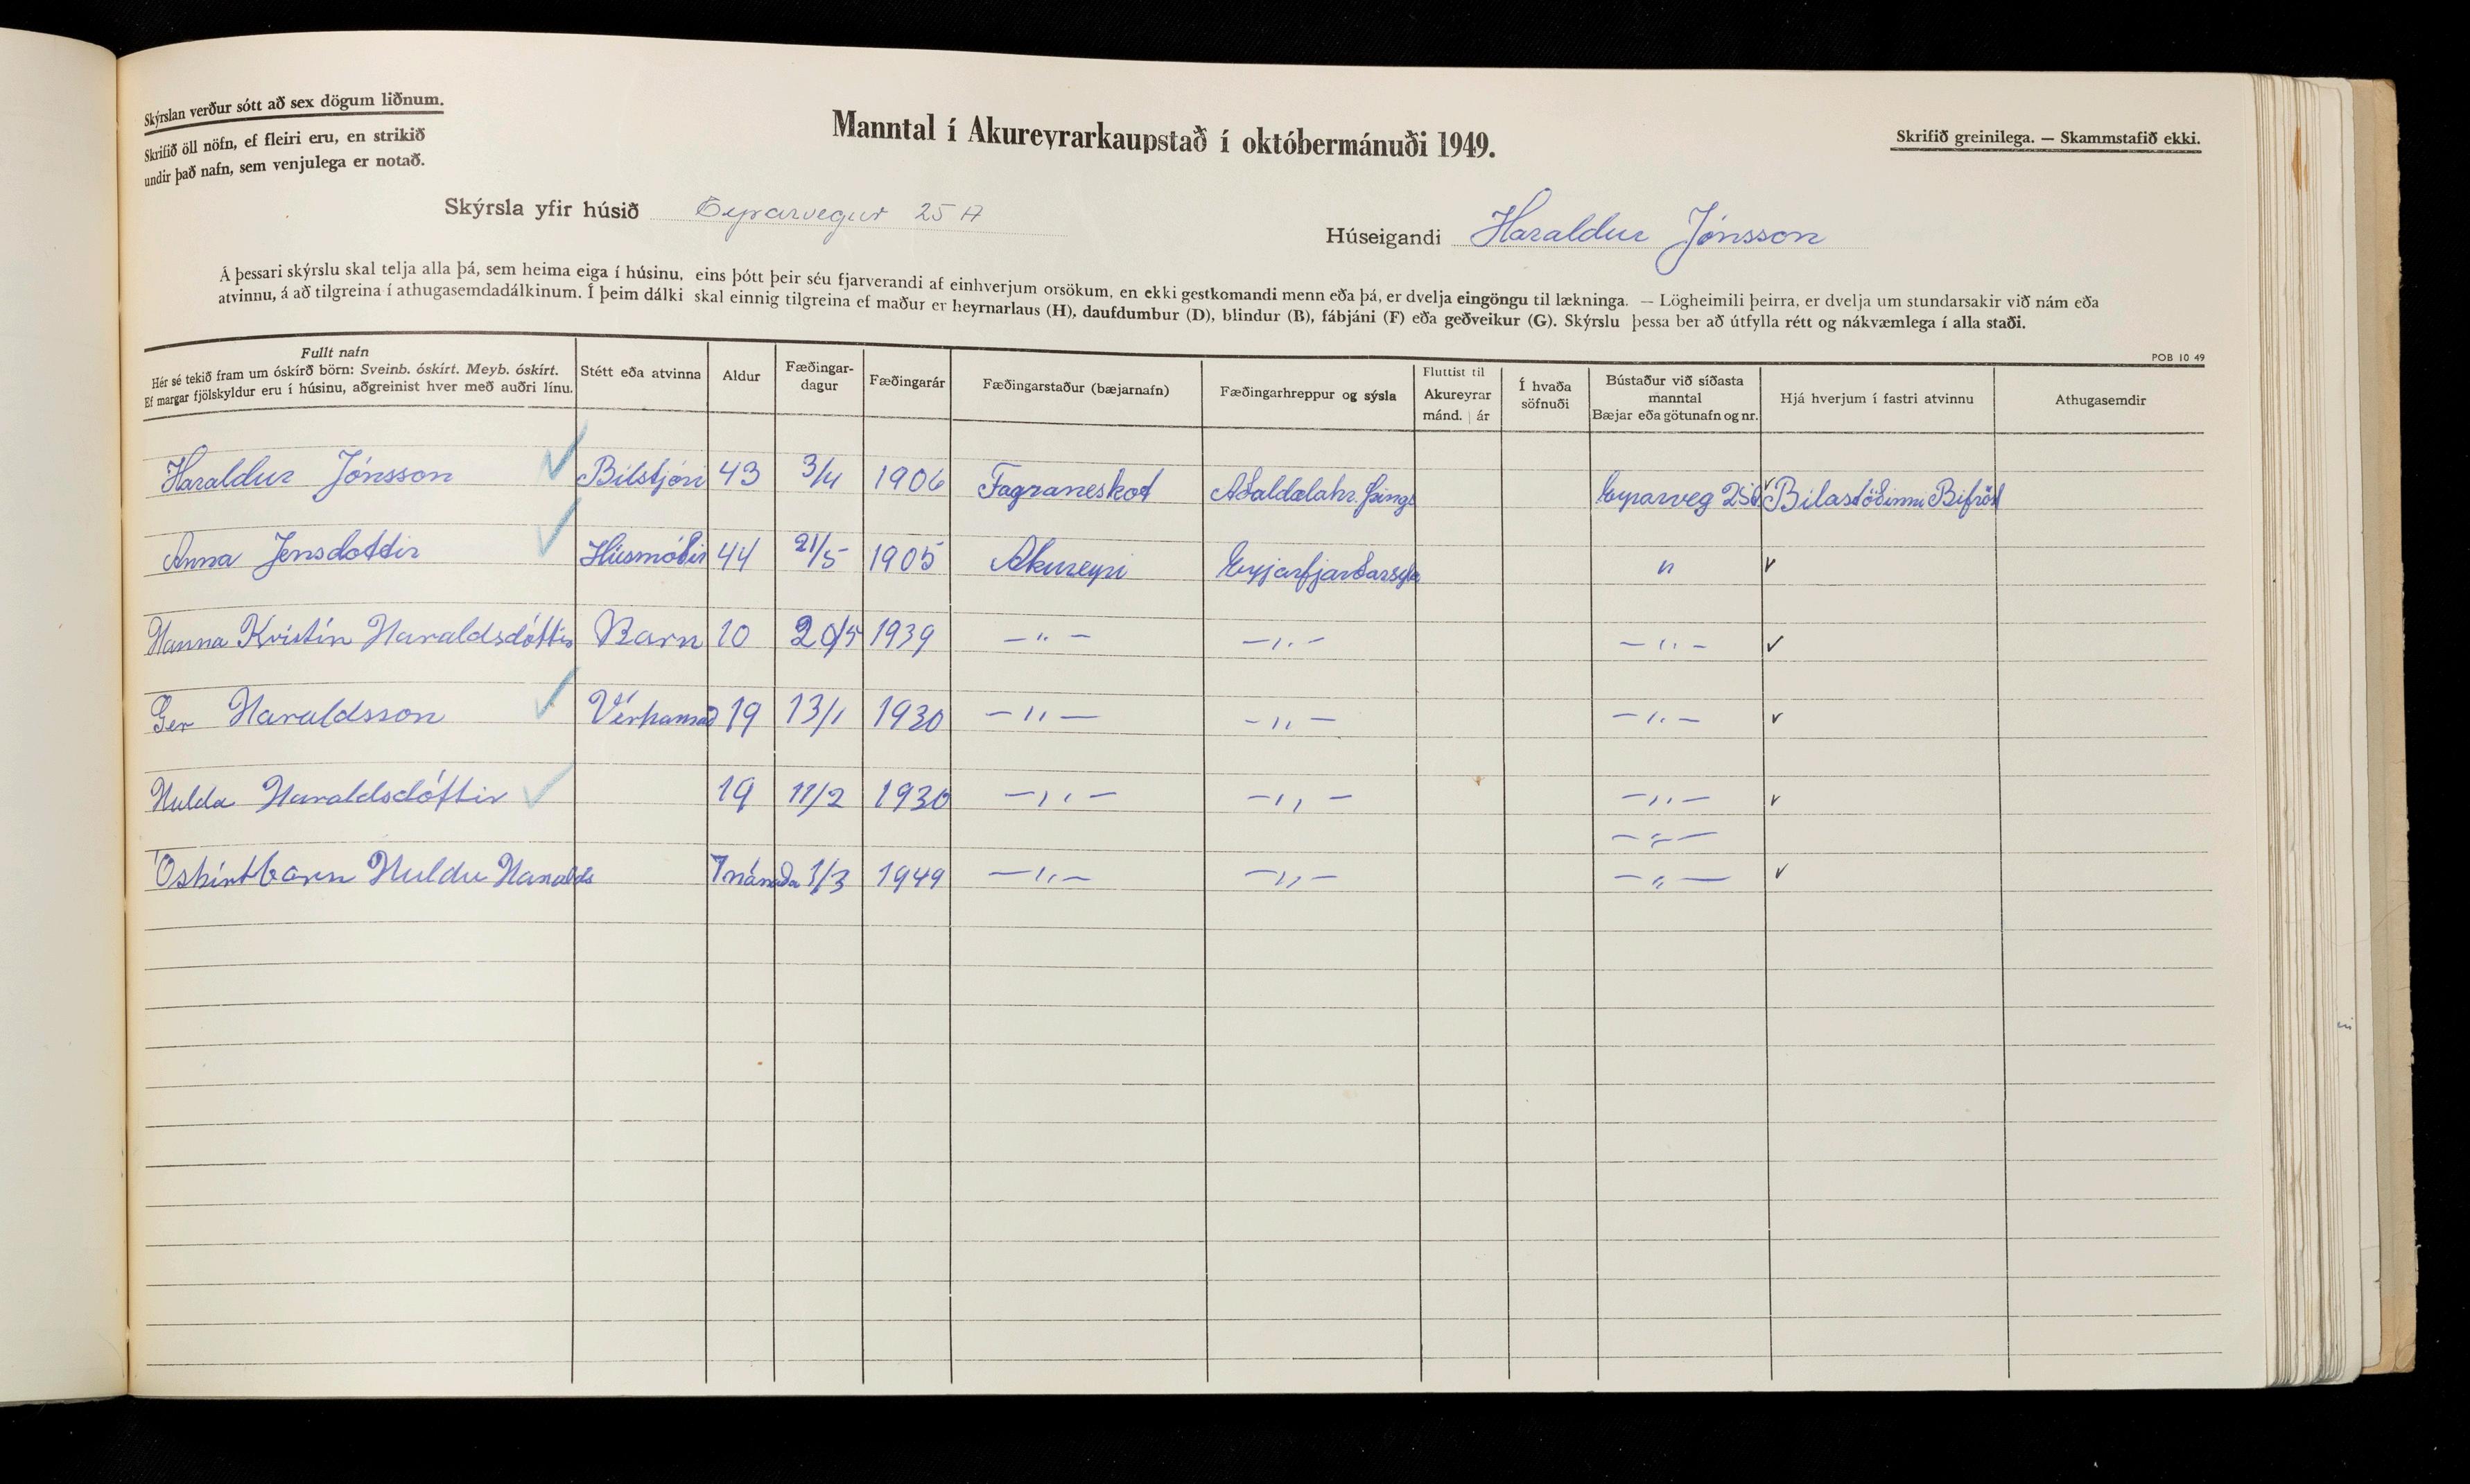 Skýrslan verður sótt að sex dögum liðnum.
Skrifið öll nöfn, ef fleiri eru, en strikið
undir það nafn, sem venjulega er notað.
Manntal í Akureyrarkaupstað í októbermánuði 1949.
Skrifið greinilega. — Skammstafið ekki.
Skýrsla yfir húsið Eyrarvegur 25 A
Húseigandi Haraldur Jónsson
Á þessari skýrslu skal telja alla þá, sem heima eiga í húsinu, eins þótt þeir séu fjarverandi af einhverjum orsökum, en ekki gestkomandi menn eða þá, er dvelja eingöngu til lækninga. — Lögheimili þeirra, er dvelja um stundarsakir við nám eða
atvinnu, á að tilgreina í athugasemdadálkinum. Í þeim dálki skal einnig tilgreina ef maður er heyrnarlaus (H), daufdumbur (D), blindur (B), fábjáni (F) eða geðveikur (G). Skýrslu þessa ber að útfylla rétt og nákvæmlega í alla staði.
POB 10 49
Fullt nafn
Hér sé tekið fram um óskírð börn: Sveinb. óskírt. Meyb. óskírt.
Ef margar fjölskyldur eru í húsinu, aðgreinist hver með auðri línu.
Stétt eða atvinna
Aldur
Fæðingar-
dagur
Fæðingarár
Fæðingarstaður (bæjarnafn)
Fæðingarhreppur og sýsla
Fluttist til
Akureyrar
mánd. | ár
Í hvaða
söfnuði
Bústaður við síðasta
manntal
Bæjar eða götunafn og nr.
Hjá hverjum í fastri atvinnu
Athugasemdir
Haraldur Jónsson ✓ Bílstjóri 43 3/4 1906 Fagraneskot Aðaldælahr. Þing Eyrarveg ✓ Bílastöðinni Bifröst
Anna Jensdottir ✓ Húsmóðir 44 21/5 1905 Akureyri Eyjarfjarðarsýsla " ✓
Hanna Kristín Haraldsdóttir Barn 10 20/5 1939 — " — — " — — " — ✓
Ger Haraldsson ✓ 19 13/1 1930 — " — — " — — " — ✓
Hulda Haraldsdóttir ✓ 19 11/2 1930 — " — — " — — " — ✓
— " —
Óskírt barn Huldu Haralds 7 mánaða 1/3 1949 — " — — " — — " — ✓